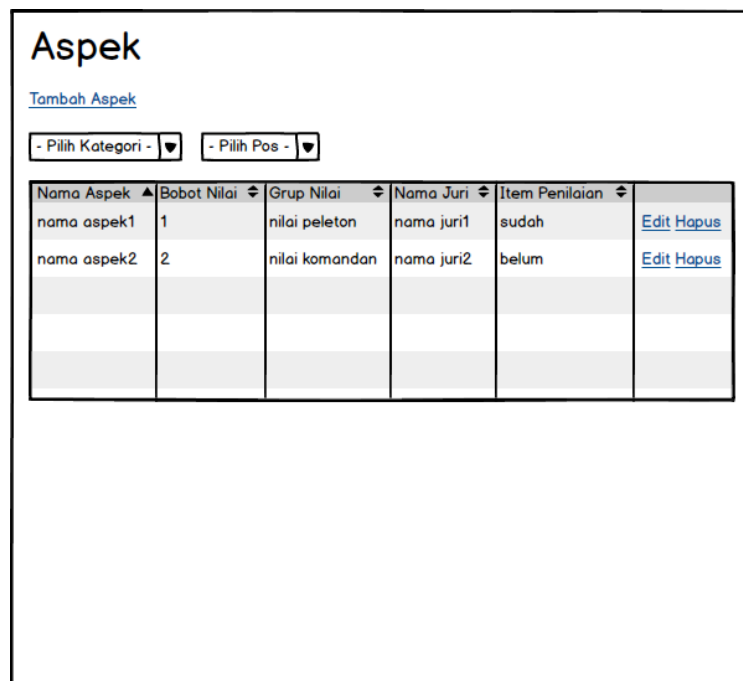 Aspek
Tambah Aspek
- Pilih Kategori - - Pilih Pos -
Nama Aspek Bobot Nilai Grup Nilai Nama Juri Item Penilaian
nama aspek1 1 nilai peleton nama juri1 sudah Edit Hapus
nama aspek2 2 nilai komandan nama juri2 belum Edit Hapus